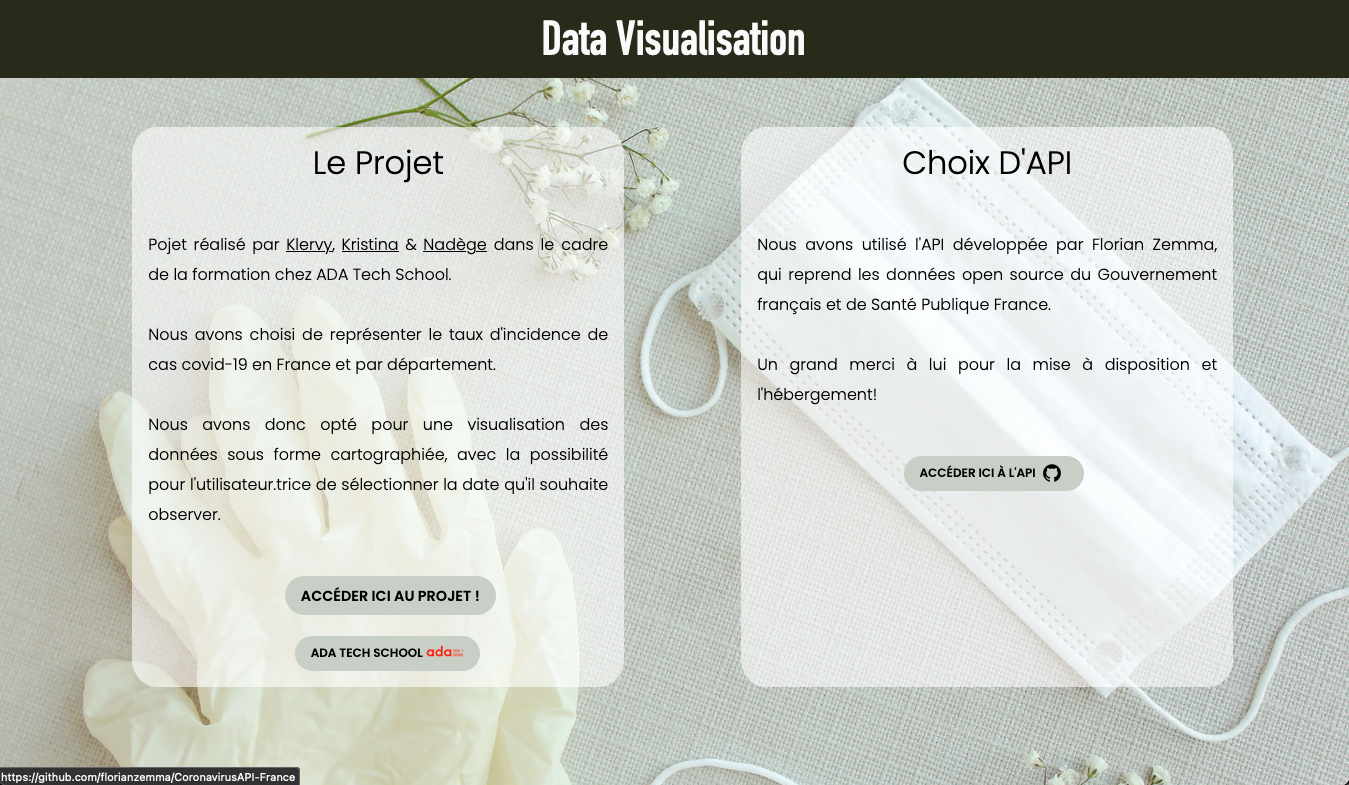 Data Visualisation
Le Projet
Pojet réalisé par Klervy, Kristina & Nadège dans le cadre
de la formation chez ADA Tech School.
Nous avons choisi de représenter le taux d'incidence de
cas covid-19 en France et par département.
Nous avons donc opté pour une visualisation des
données sous forme cartographiée, avec la possibilité
pour l'utilisateur.trice de sélectionner la date qu'il souhaite
observer.
ACCÉDER ICI AU PROJET !
ADA TECH SCHOOL ada
Choix D'API
Nous avons utilisé l'API développée par Florian Zemma,
qui reprend les données open source du Gouvernement
français et de Santé Publique France.
Un grand merci à lui pour la mise à disposition et
l'hébergement!
ACCÉDER ICI À L'API
https://github.com/florianzemma/CoronavirusAPI-France